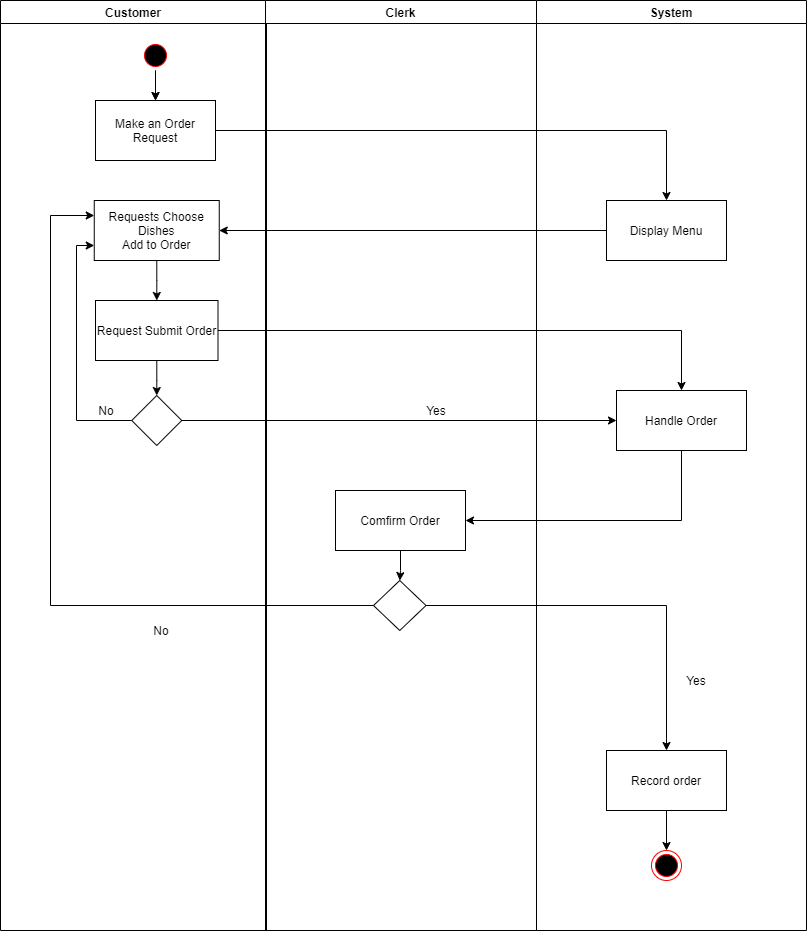 Customer
Clerk
System
Make an Order
Request
Requests Choose
Dishes
Add to Order
Display Menu
Request Submit Order
No
Yes
Handle Order
Comfirm Order
No
Yes
Record order